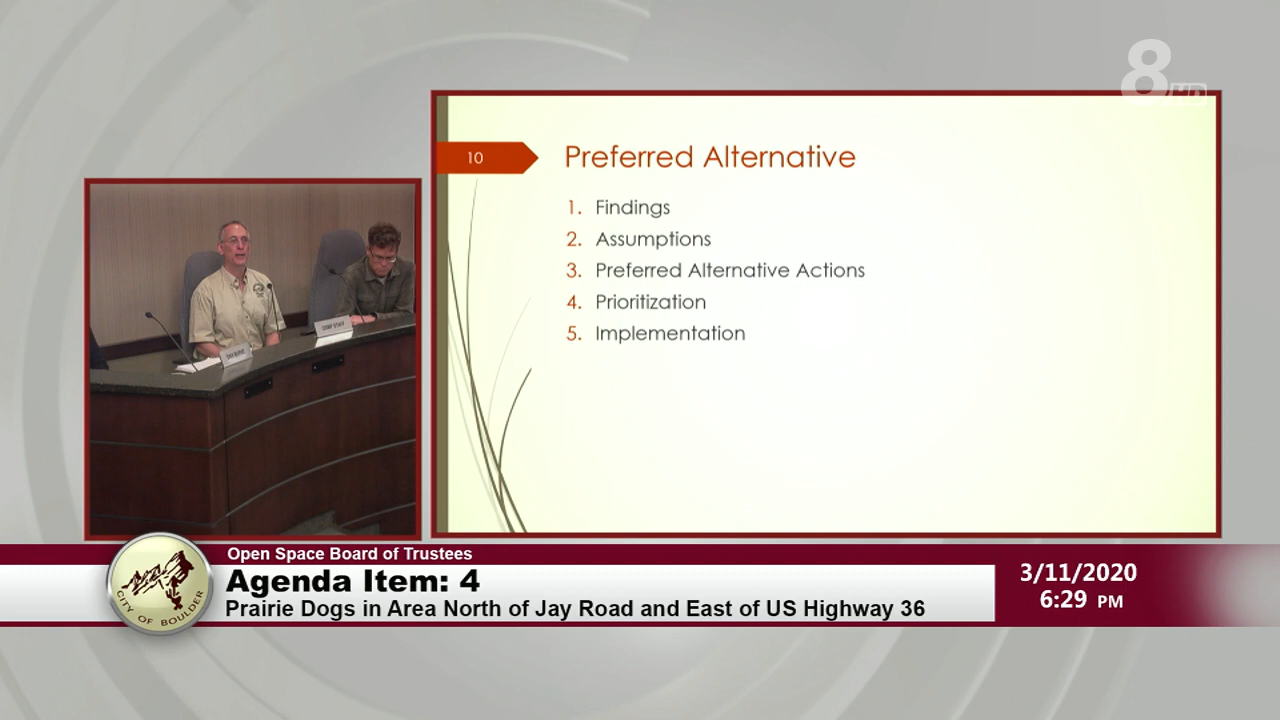 8
HD
10
Preferred Alternative
1. Findings
2. Assumptions
3. Preferred Alternative Actions
4. Prioritization
5. Implementation
Open Space Board of Trustees
Agenda Item: 4
Prairie Dogs in Area North of Jay Road and East of US Highway 36
3/11/2020
6:29 PM
CITY OF BOULDER